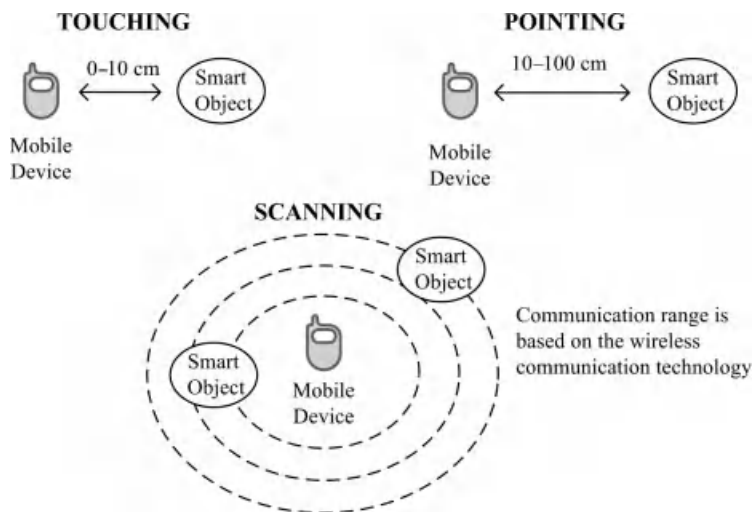 TOUCHING
0–10 cm
Smart
Object
Mobile
Device
POINTING
10–100 cm
Smart
Object
Mobile
Device
SCANNING
Smart
Object
Smart
Object
Mobile
Device
Communication range is
based on the wireless
communication technology